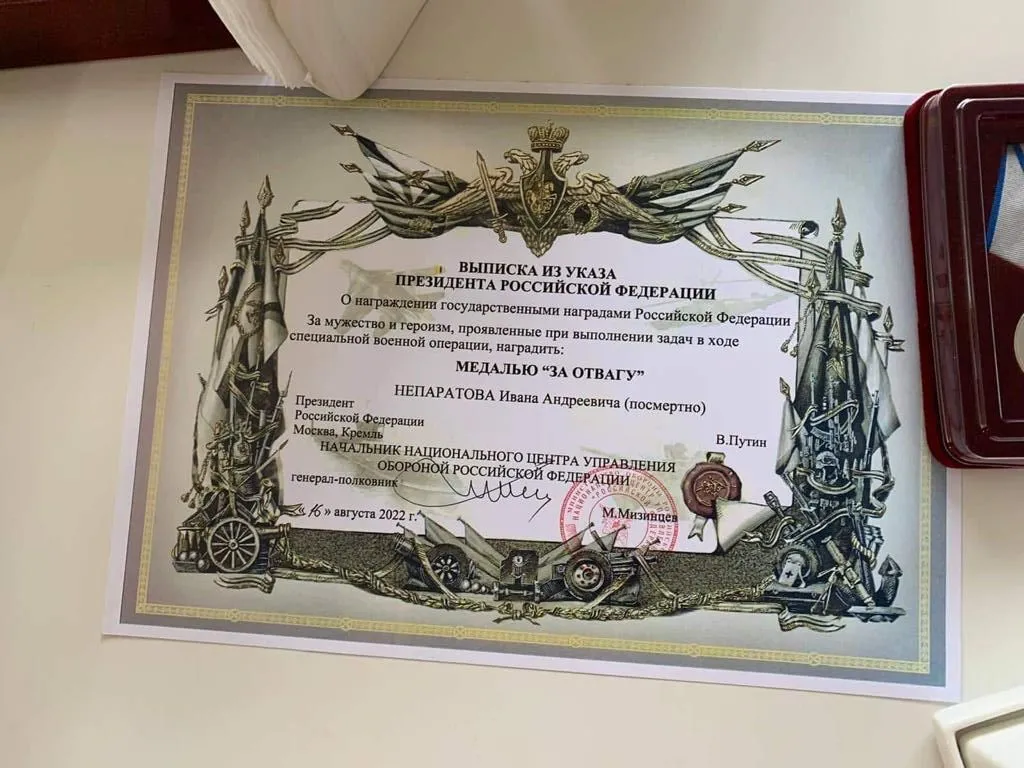 ВЫПИСКА ИЗ УКАЗА
ПРЕЗИДЕНТА РОССИЙСКОЙ ФЕДЕРАЦИИ
О награждении государственными наградами Российской Федерации
За мужество и героизм, проявленные при выполнении задач в ходе
специальной военной операции, наградить:
МЕДАЛЬЮ “ЗА ОТВАГУ”
НЕПАРАТОВА Ивана Андреевича (посмертно)
Президент
Российской Федерации
Москва, Кремль
В.Путин
НАЧАЛЬНИК НАЦИОНАЛЬНОГО ЦЕНТРА УПРАВЛЕНИЯ
ОБОРОНОЙ РОССИЙСКОЙ ФЕДЕРАЦИИ
генерал-полковник
М.Мизинцев
«16» августа 2022 г.